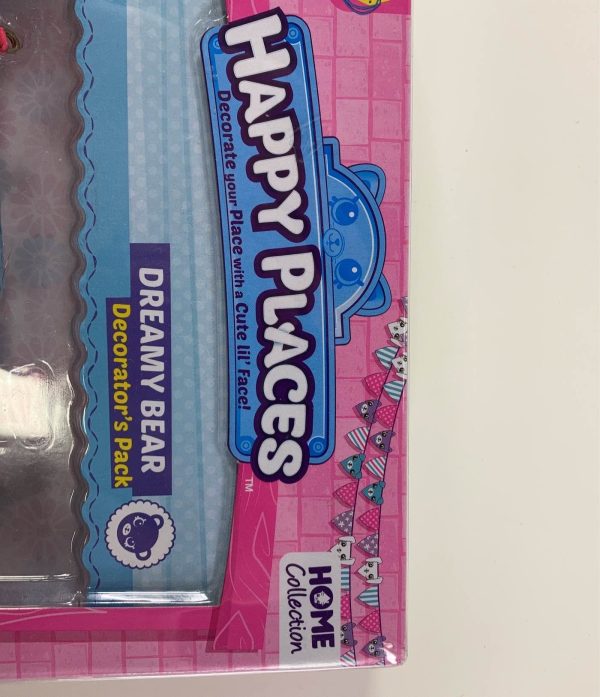 HAPPY PLACES
Decorate your Place with a Cute lil' Face!
TM
DREAMY BEAR
Decorator's Pack
HOME
Collection